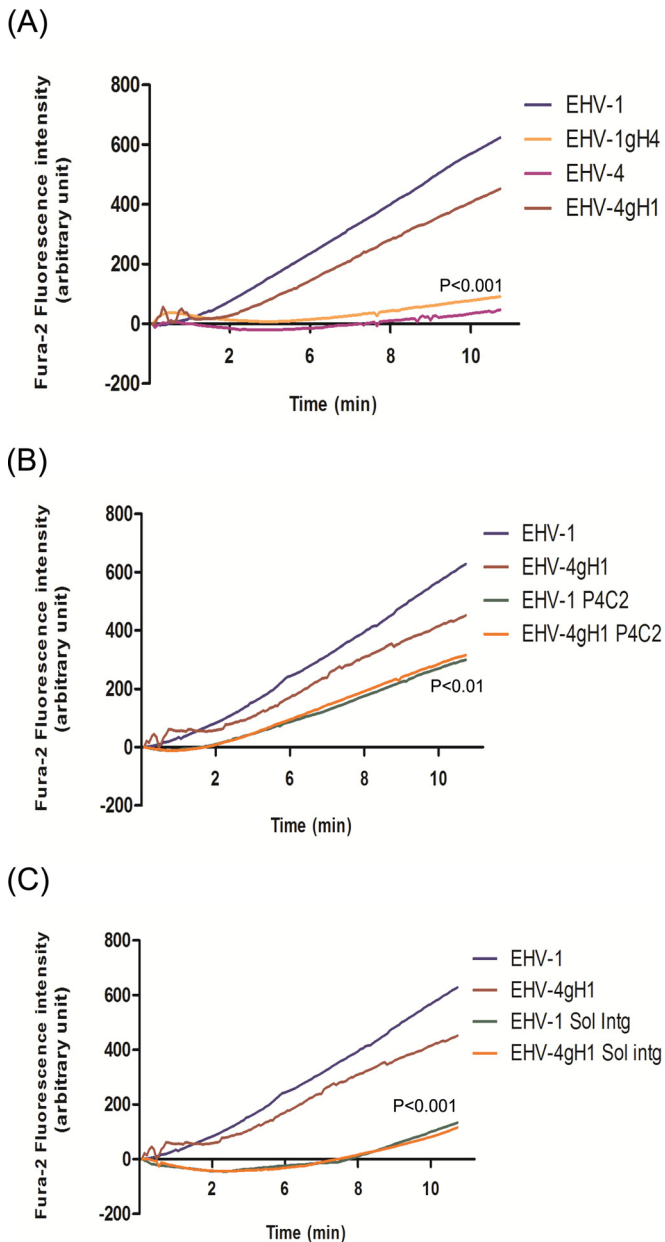 (A)
Fura-2 Fluorescence intensity
(arbitrary unit)
800
600
400
200
0
-200
2
4
6
8
10
Time (min)
EHV-1
EHV-1gH4
EHV-4
EHV-4gH1
P<0.001
(B)
Fura-2 Fluorescence intensity
(arbitrary unit)
800
600
400
200
0
-200
2
4
6
8
10
Time (min)
EHV-1
EHV-4gH1
EHV-1 P4C2
EHV-4gH1 P4C2
P<0.01
(C)
Fura-2 Fluorescence intensity
(arbitrary unit)
800
600
400
200
0
-200
2
4
6
8
10
Time (min)
EHV-1
EHV-4gH1
EHV-1 Sol Intg
EHV-4gH1 Sol intg
P<0.001